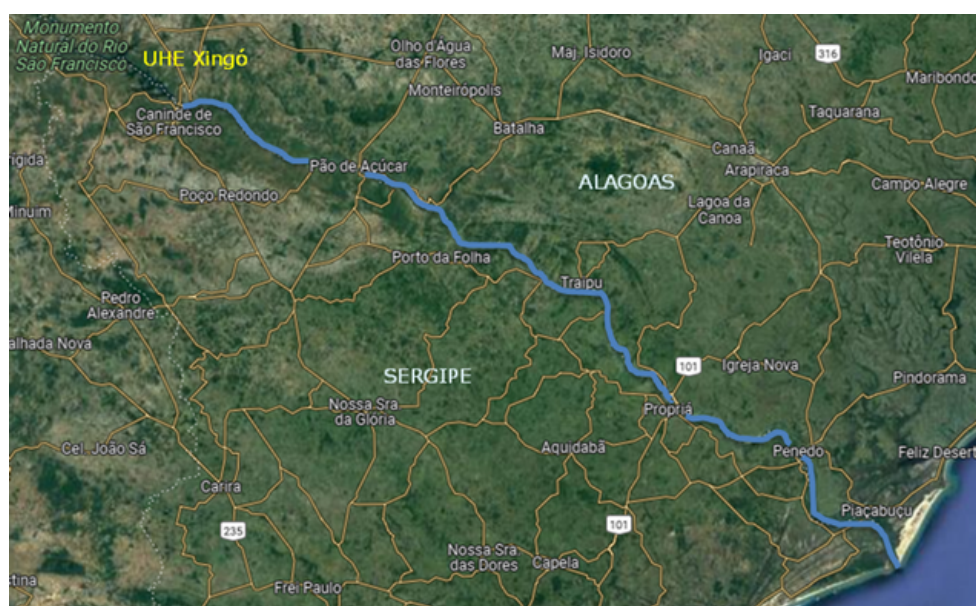 Monumento
Natural do Rio
São Francisco
UHE Xingó
Olho d'Água
das Flores
Maj. Isidoro
Igaci
316
Maribondo
Monteirópolis
Canindé de
São Francisco
Batalha
Taquarana
Canaã
Arapiraca
Pão de Açúcar
Poço Redondo
ALAGOAS
Campo Alegre
Lagoa da
Canoa
Teotônio
Vilela
Porto da Folha
Traipu
Pedro
Alexandre
101
Igreja Nova
Pindorama
SERGIPE
Nossa Sra
da Glória
Propriá
Aquidabã
Penedo
Cel. João Sá
Carira
Piaçabuçu
235
101
Nossa Sra
das Dores
Capela
Frei Paulo